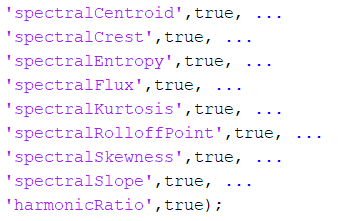 'spectralCentroid',true, ...
'spectralCrest',true, ...
'spectralEntropy',true, ...
'spectralFlux',true, ...
'spectralKurtosis',true, ...
'spectralRolloffPoint',true, ...
'spectralSkewness',true, ...
'spectralSlope',true, ...
'harmonicRatio',true);